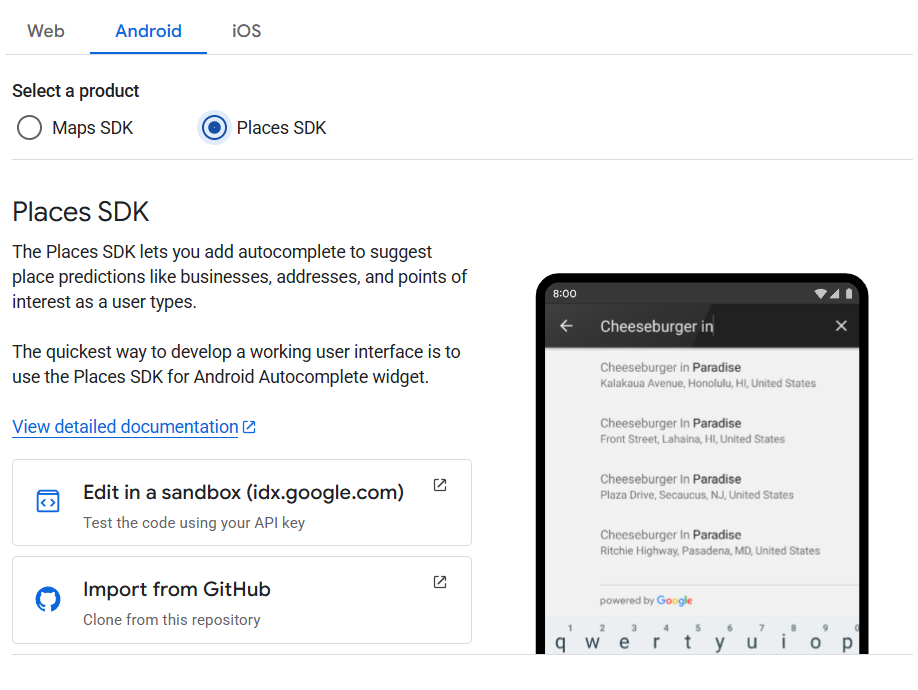 Web Android iOS
Select a product
Maps SDK Places SDK
Places SDK
The Places SDK lets you add autocomplete to suggest
place predictions like businesses, addresses, and points of
interest as a user types.
The quickest way to develop a working user interface is to
use the Places SDK for Android Autocomplete widget.
View detailed documentation
Edit in a sandbox (idx.google.com)
Test the code using your API key
Import from GitHub
Clone from this repository
8:00
Cheeseburger in
Cheeseburger in Paradise
Kalakaua Avenue, Honolulu, HI, United States
Cheeseburger In Paradise
Front Street, Lahaina, HI, United States
Cheeseburger In Paradise
Plaza Drive, Secaucus, NJ, United States
Cheeseburger In Paradise
Ritchie Highway, Pasadena, MD, United States
powered by Google
1 2 3 4 5 6 7 8 9 0
q w e r t y u i o p